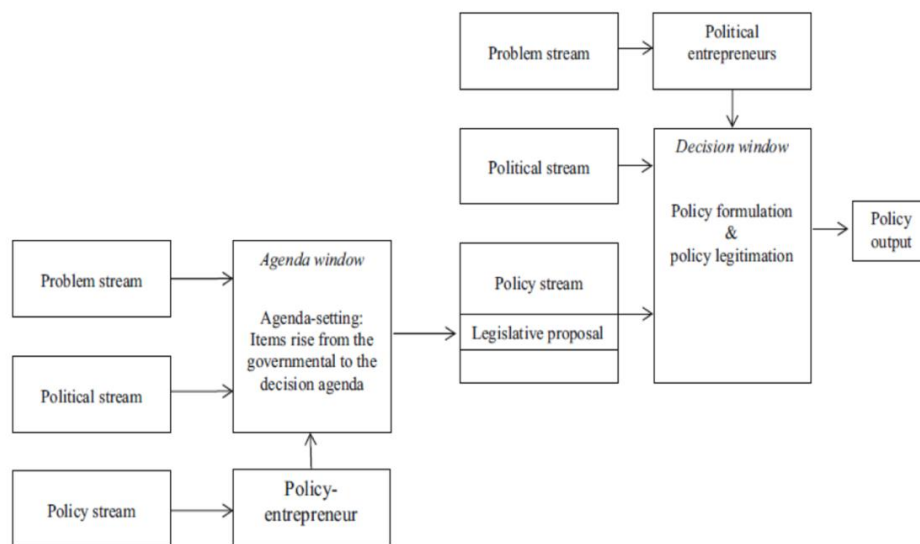 Problem stream
Political
entrepreneurs
Political stream
Decision window
Policy formulation
&
policy legitimation
Policy
output
Problem stream
Agenda window
Agenda-setting:
Items rise from the
governmental to the
decision agenda
Policy stream
Legislative proposal
Political stream
Policy stream
Policy-
entrepreneur